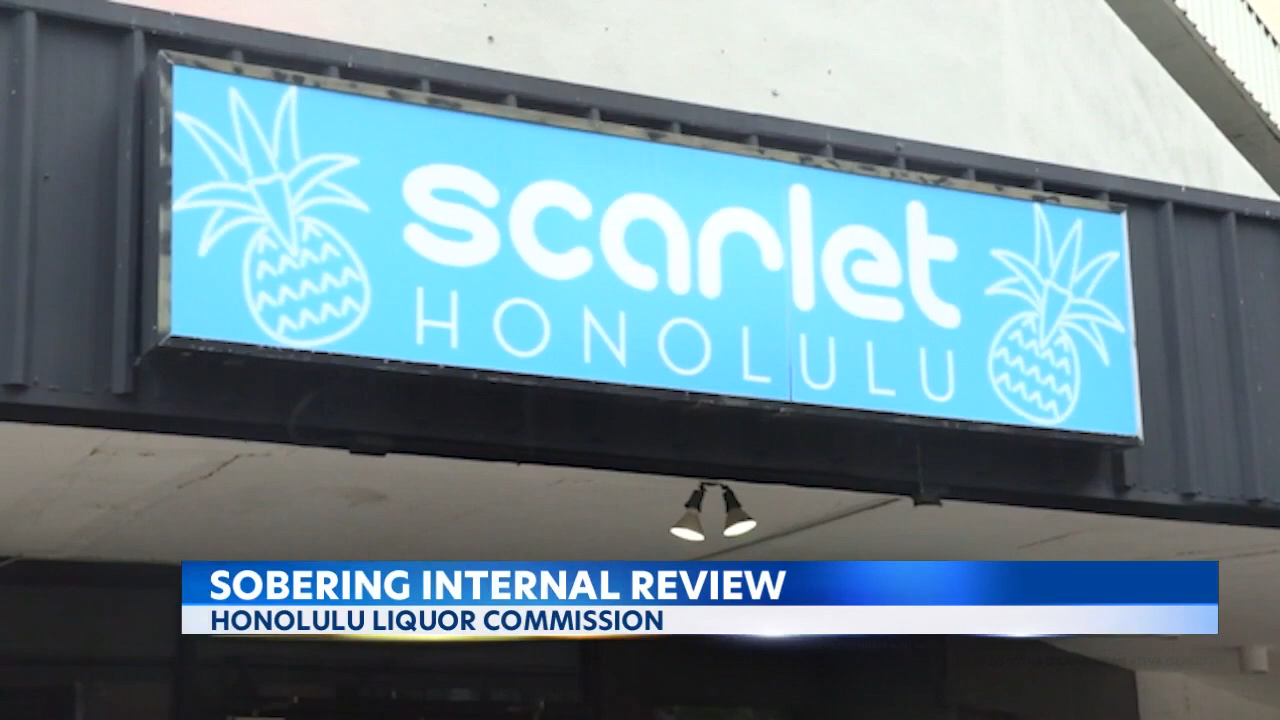 scarlet
HONOLULU
SOBERING INTERNAL REVIEW
HONOLULU LIQUOR COMMISSION